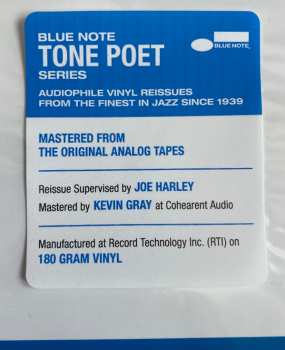 BLUE NOTE
TONE POET
SERIES
BLUE NOTE
AUDIOPHILE VINYL REISSUES
FROM THE FINEST IN JAZZ SINCE 1939
MASTERED FROM
THE ORIGINAL ANALOG TAPES
Reissue Supervised by JOE HARLEY
Mastered by KEVIN GRAY at Cohearent Audio
Manufactured at Record Technology Inc. (RTI) on
180 GRAM VINYL